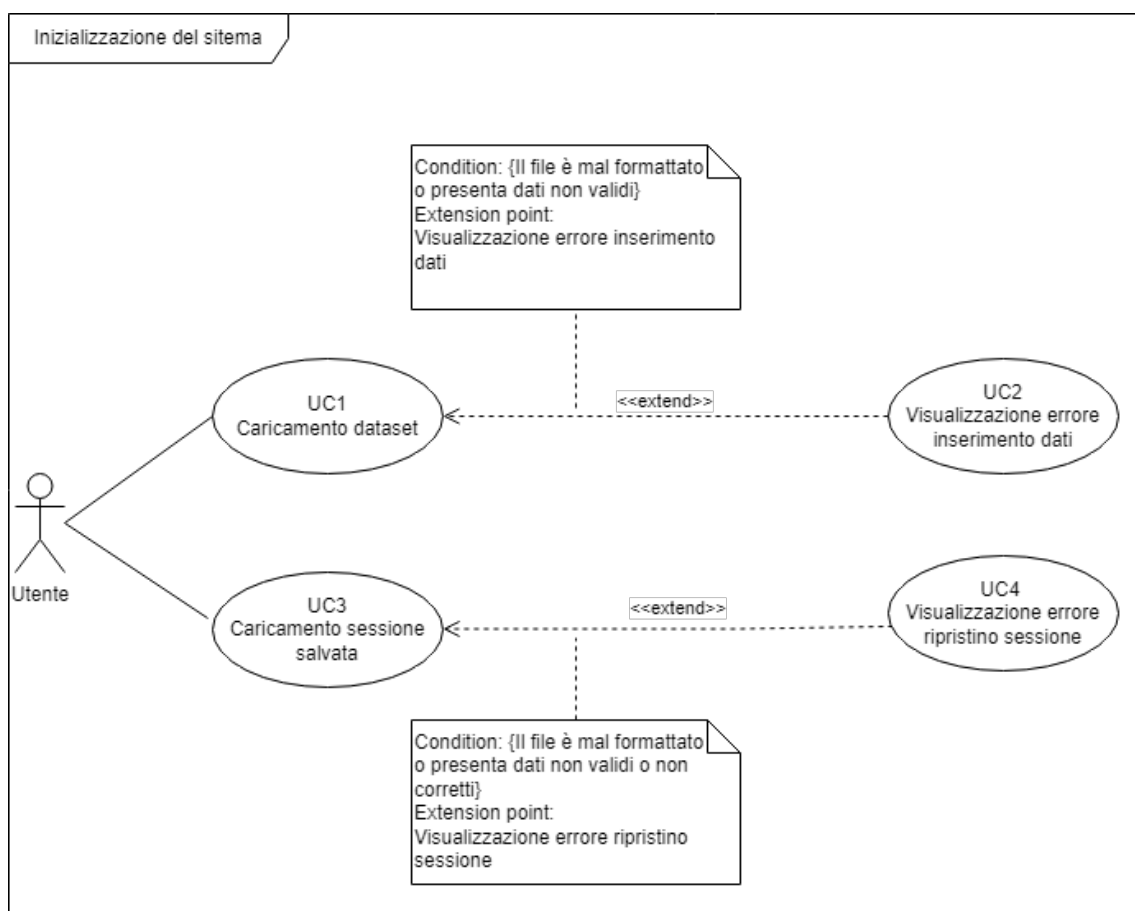 Inizializzazione del sitema
Condition: {Il file è mal formattato
o presenta dati non validi}
Extension point:
Visualizzazione errore inserimento
dati
UC1
Caricamento dataset
<<extend>>
UC2
Visualizzazione errore
inserimento dati
Utente
UC3
Caricamento sessione
salvata
<<extend>>
UC4
Visualizzazione errore
ripristino sessione
Condition: {Il file è mal formattato
o presenta dati non validi o non
corretti}
Extension point:
Visualizzazione errore ripristino
sessione